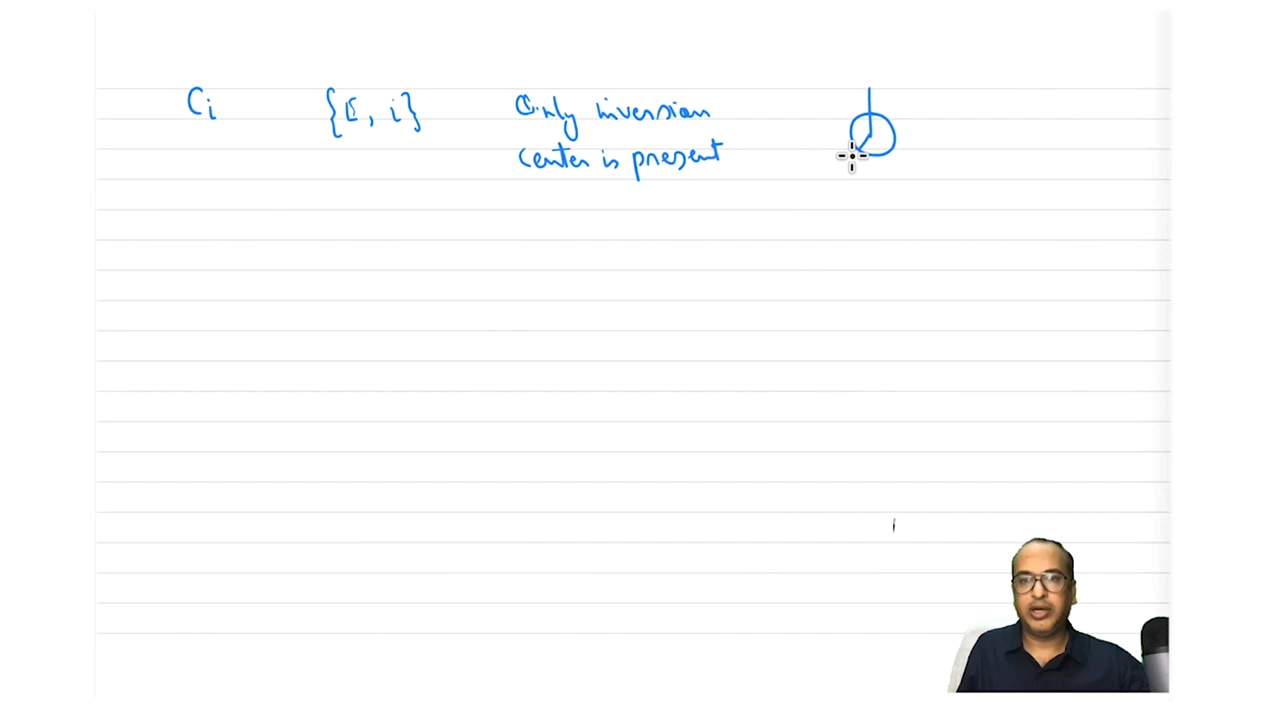 Ci {E, i} Only inversion
center is present